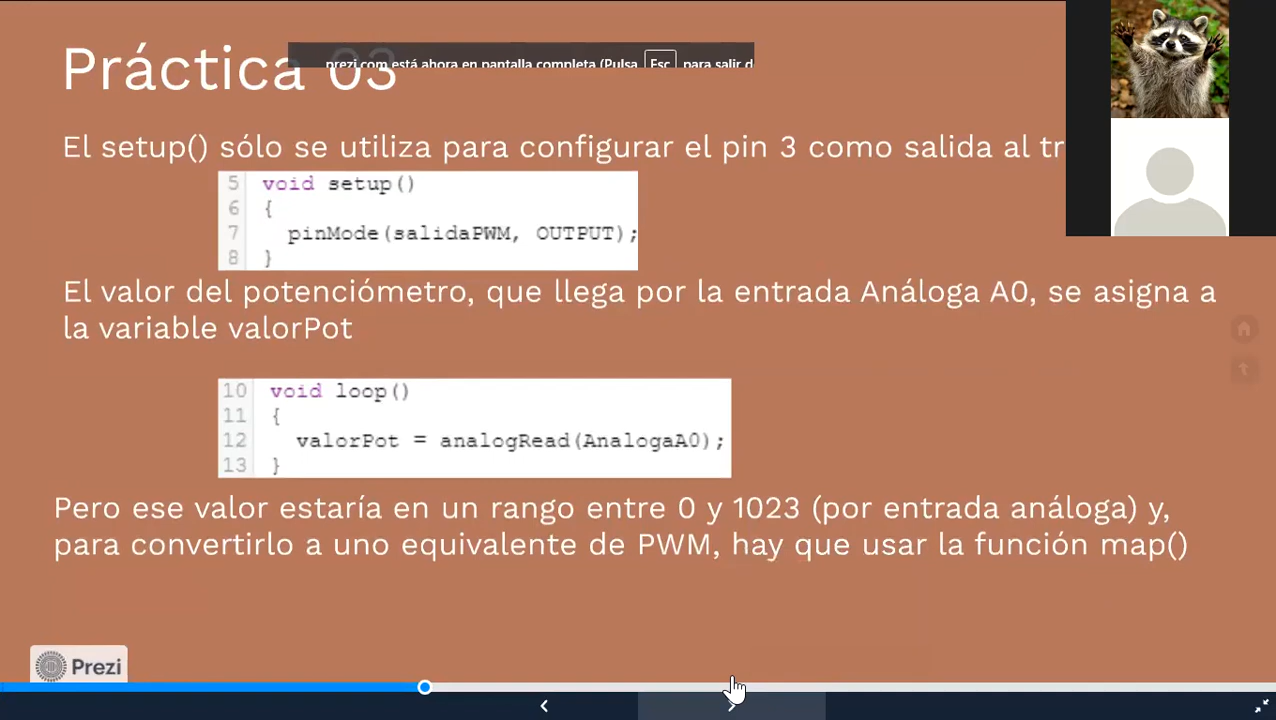 Práctica 03
prezi.com está ahora en pantalla completa (Pulsa Esc para salir d
El setup() sólo se utiliza para configurar el pin 3 como salida al tr
5 void setup()
6 {
7 pinMode(salidaPWM, OUTPUT);
8 }
El valor del potenciómetro, que llega por la entrada Análoga A0, se asigna a
la variable valorPot
10 void loop()
11 {
12 valorPot = analogRead(AnalogaA0);
13 }
Pero ese valor estaría en un rango entre 0 y 1023 (por entrada análoga) y,
para convertirlo a uno equivalente de PWM, hay que usar la función map()
Prezi